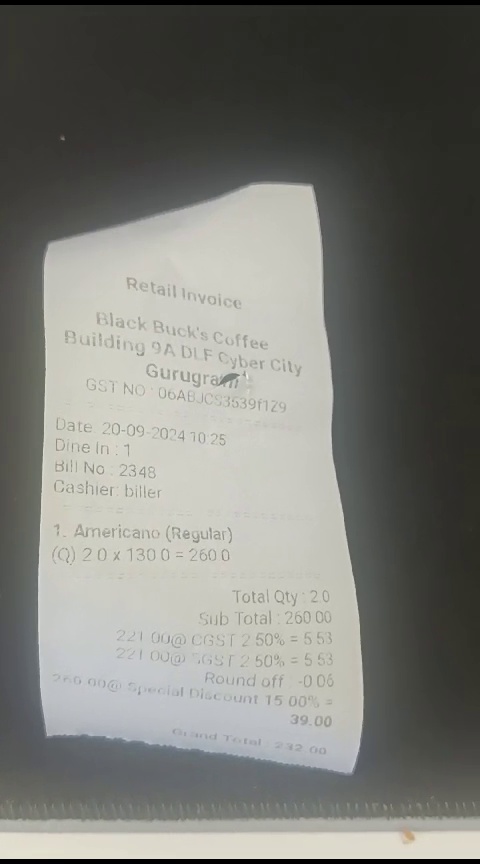 Retail Invoice
Black Buck's Coffee
Building 9A DLF Cyber City
Gurugram
GST NO : 06ABJCS3539f1Z9
Date: 20-09-2024 10:25
Dine In : 1
Bill No : 2348
Cashier: biller
1. Americano (Regular)
(Q) 2.0 x 130.0 = 260.0
Total Qty : 2.0
Sub Total : 260.00
221.00@ CGST 2.50% = 5.53
221.00@ SGST 2.50% = 5.53
Round off : -0.06
260.00@ Special Discount 15.00% =
39.00
Grand Total : 232.00